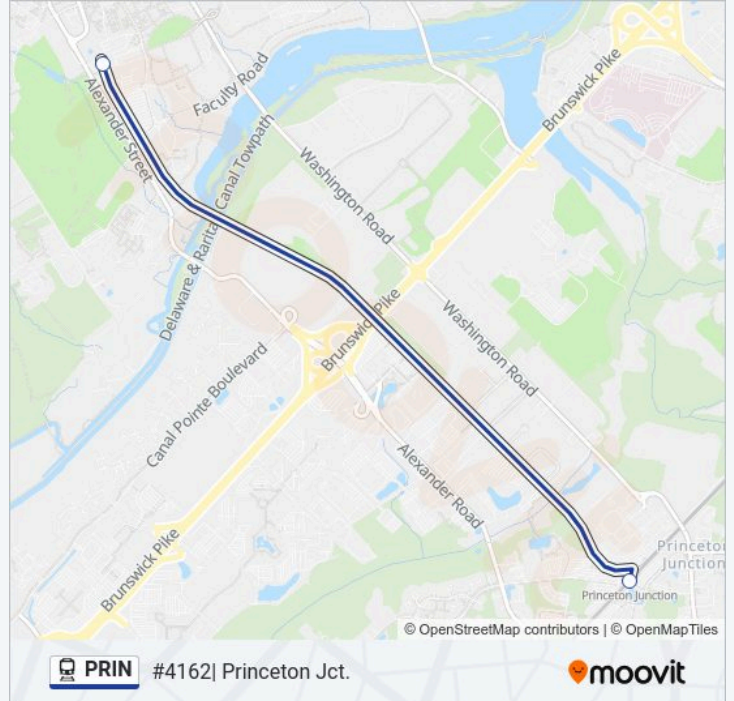 Faculty Road
Alexander Street
Brunswick Pike
Delaware & Raritan Canal Towpath
Washington Road
Brunswick Pike
Washington Road
Canal Pointe Boulevard
Alexander Road
Brunswick Pike
Princeton
Junction
Princeton Junction
© OpenStreetMap contributors | © OpenMapTiles
PRIN #4162| Princeton Jct.
moovit